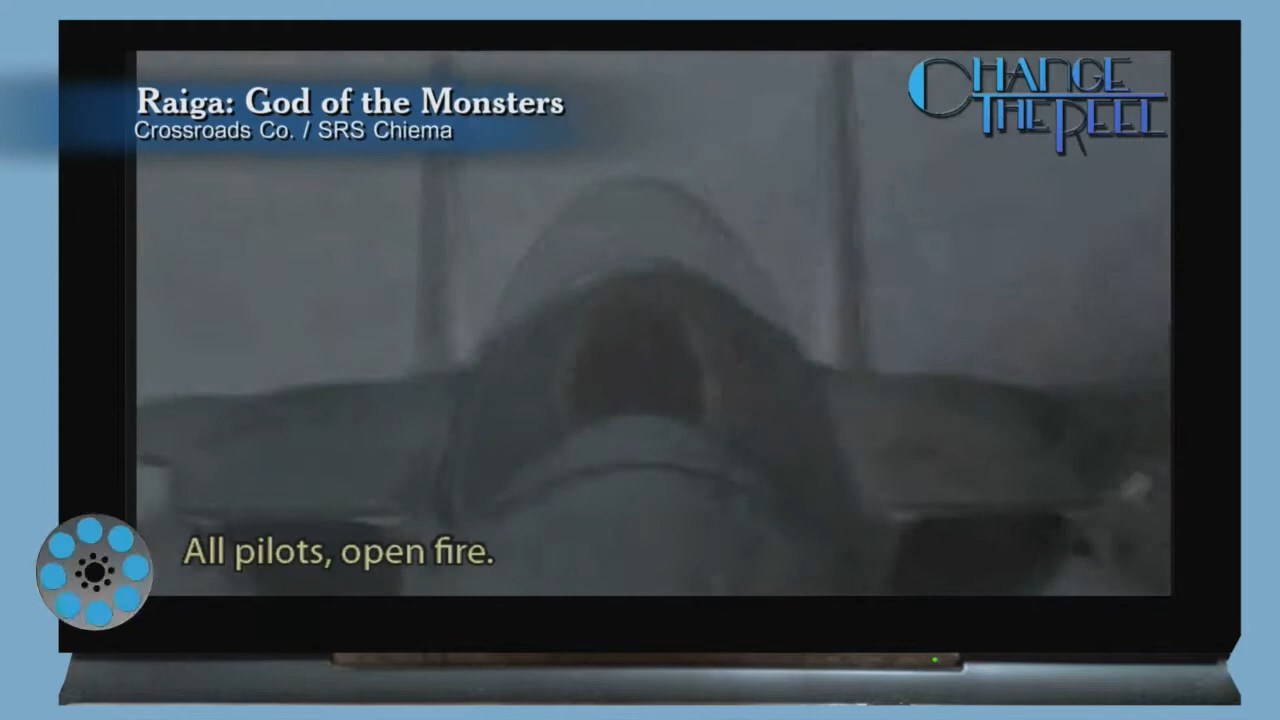 Raiga: God of the Monsters
Crossroads Co. / SRS Chiema
CHANGE
THE REEL
All pilots, open fire.